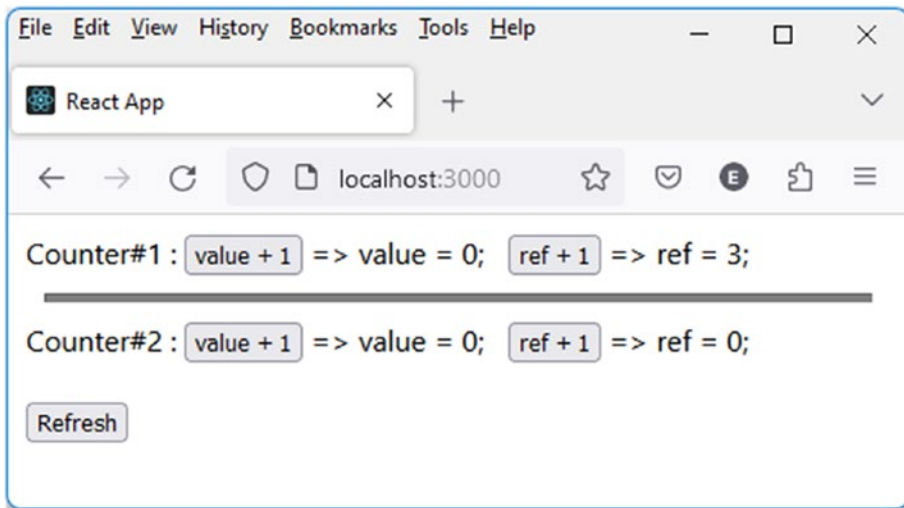 File Edit View History Bookmarks Tools Help
React App
localhost:3000
E
Counter#1 : value + 1 => value = 0; ref + 1 => ref = 3;
Counter#2 : value + 1 => value = 0; ref + 1 => ref = 0;
Refresh